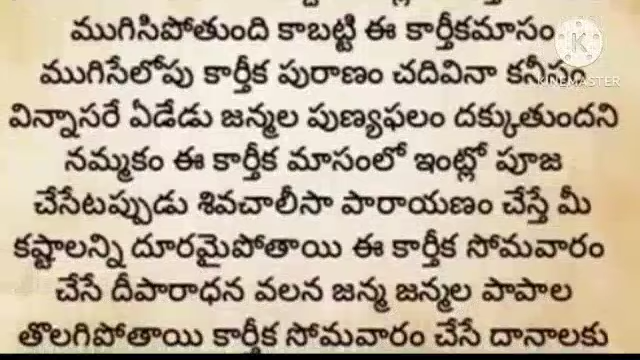 ముగిసిపోతుంది కాబట్టి ఈ కార్తీకమాసం
ముగిసేలోపు కార్తీక పురాణం చదివినా కనీసం
విన్నాసరే ఏడేడు జన్మల పుణ్యఫలం దక్కుతుందని
నమ్మకం ఈ కార్తీక మాసంలో ఇంట్లో పూజ
చేసేటప్పుడు శివచాలీసా పారాయణం చేస్తే మీ
కష్టాలన్ని దూరమైపోతాయి ఈ కార్తీక సోమవారం
చేసే దీపారాధన వలన జన్మ జన్మల పాపాల
తొలగిపోతాయి కార్తీక సోమవారం చేసే దానాలకు
KINEMASTER